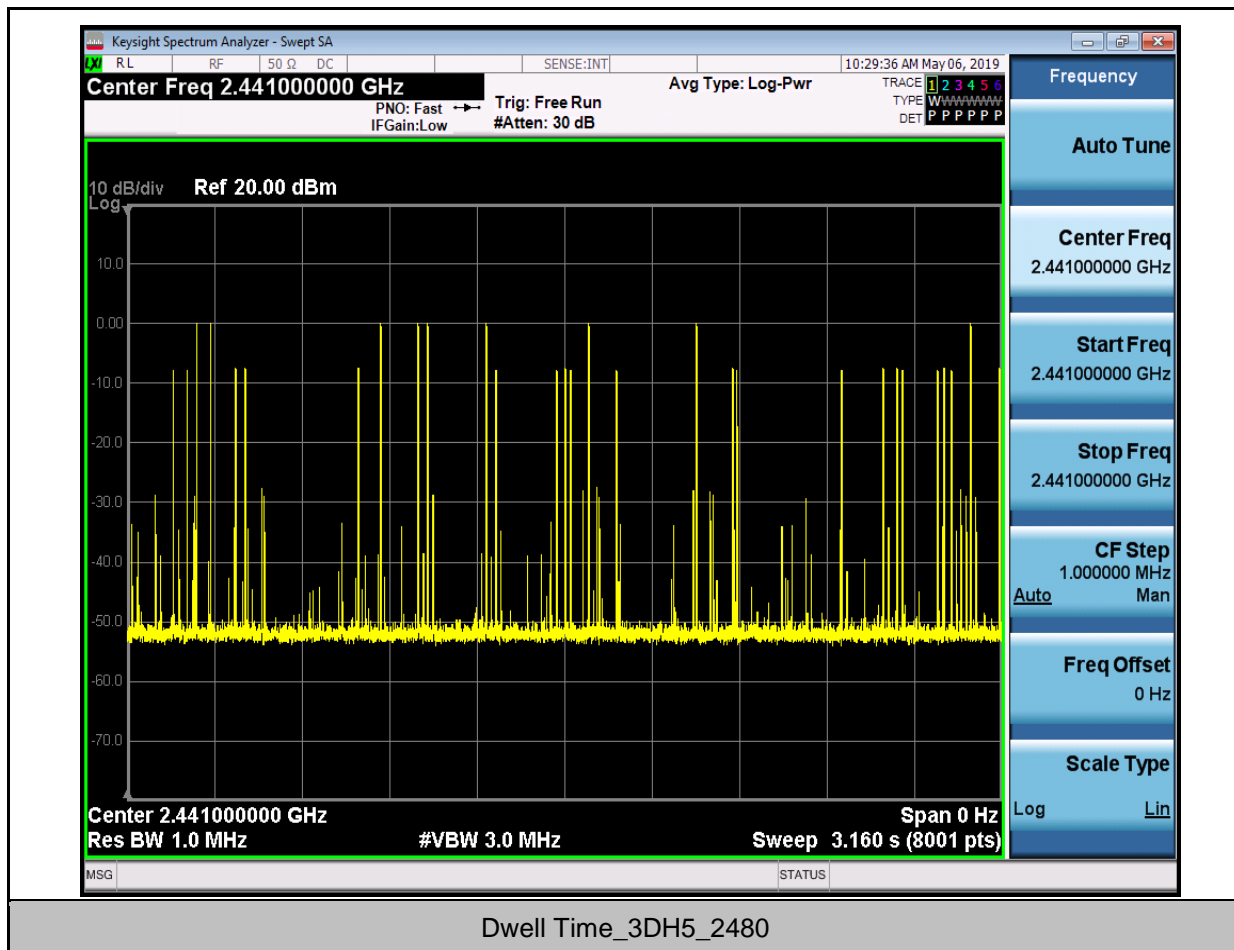 Keysight Spectrum Analyzer - Swept SA
LXI RL RF 50 Ω DC SENSE:INT 10:29:36 AM May 06, 2019
Center Freq 2.441000000 GHz
PNO: Fast
IFGain:Low
Trig: Free Run
#Atten: 30 dB
Avg Type: Log-Pwr
TRACE 1 2 3 4 5 6
TYPE WWWWWW
DET P P P P P P
10 dB/div Ref 20.00 dBm
Log
10.0
0.00
-10.0
-20.0
-30.0
-40.0
-50.0
-60.0
-70.0
Center 2.441000000 GHz Span 0 Hz
Res BW 1.0 MHz #VBW 3.0 MHz Sweep 3.160 s (8001 pts)
MSG STATUS
Frequency
Auto Tune
Center Freq
2.441000000 GHz
Start Freq
2.441000000 GHz
Stop Freq
2.441000000 GHz
CF Step
1.000000 MHz
Auto Man
Freq Offset
0 Hz
Scale Type
Log Lin
Dwell Time_3DH5_2480